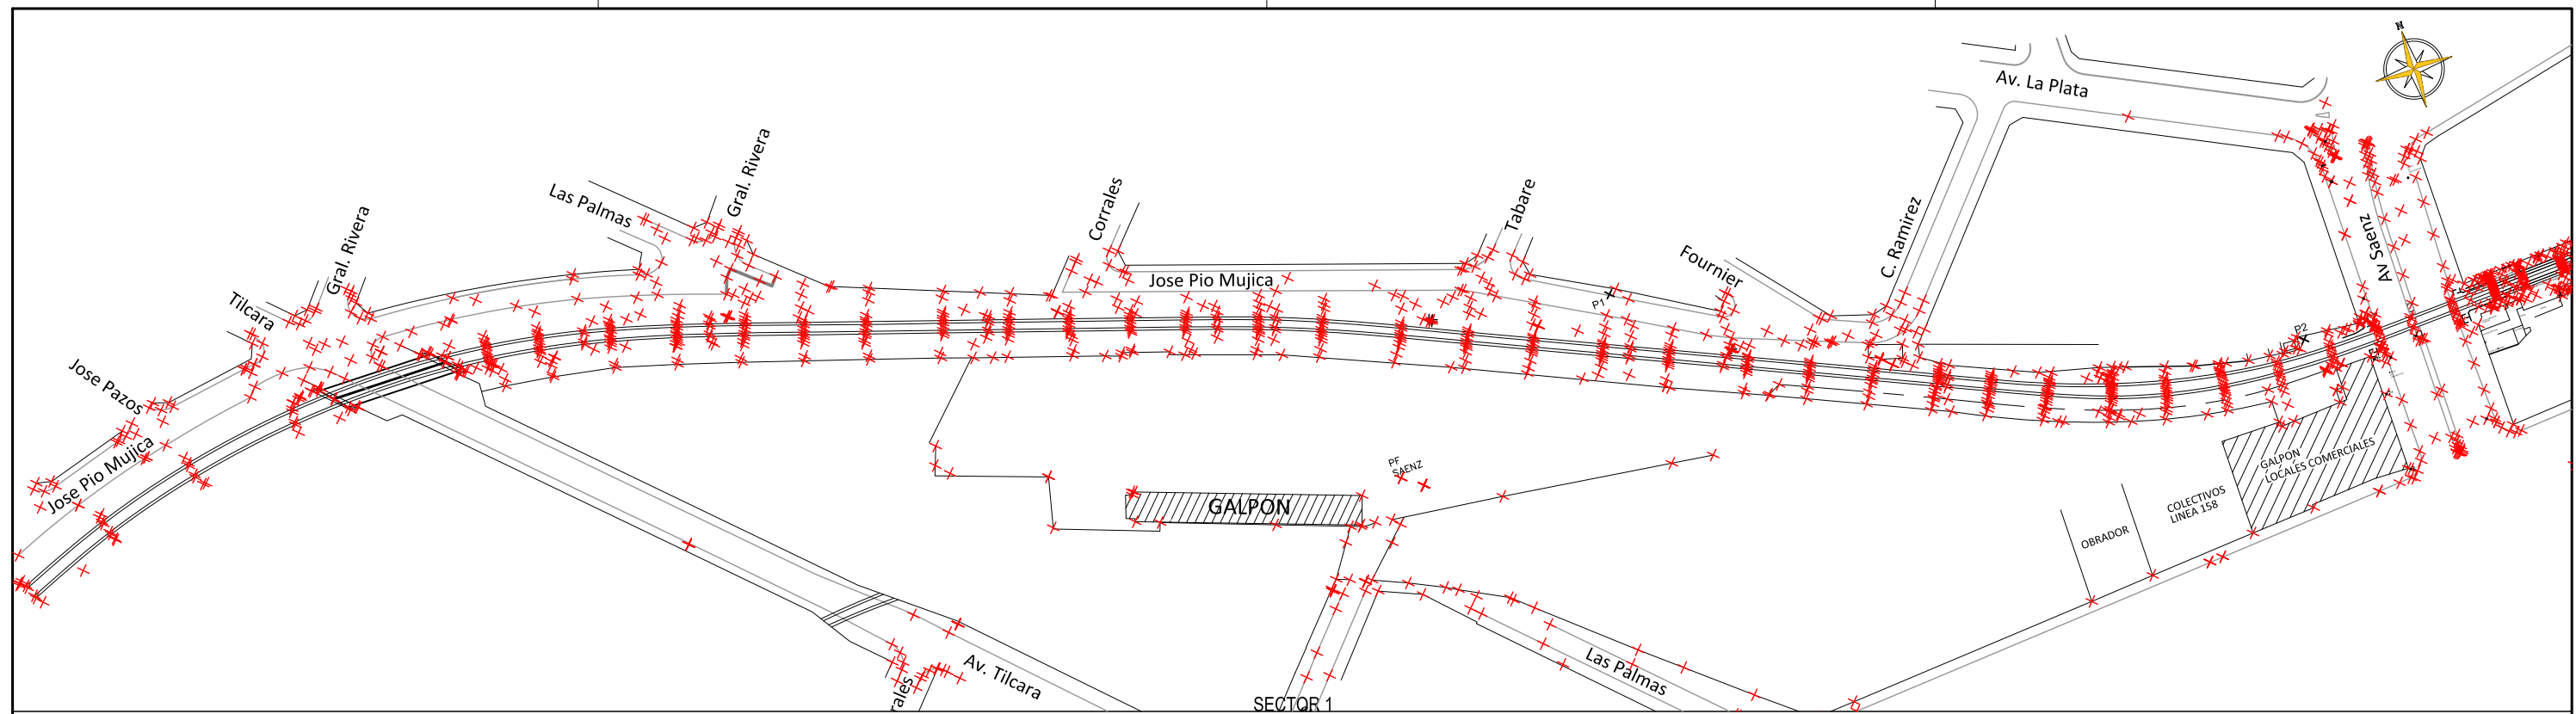 N
Av. La Plata
Gral. Rivera
Las Palmas
Corrales
Tabare
C. Ramirez
Gral. Rivera
AV Saenz
Fournier
Jose Pio Mujica
P1
Tilcara
P2
Jose Pazos
Jose Pio Mujica
GALPON
LOCALES COMERCIALES
PF
SAENZ
COLECTIVOS
LINEA 158
GALPON
OBRADOR
Av. Tilcara
Las Palmas
rales
SECTOR 1